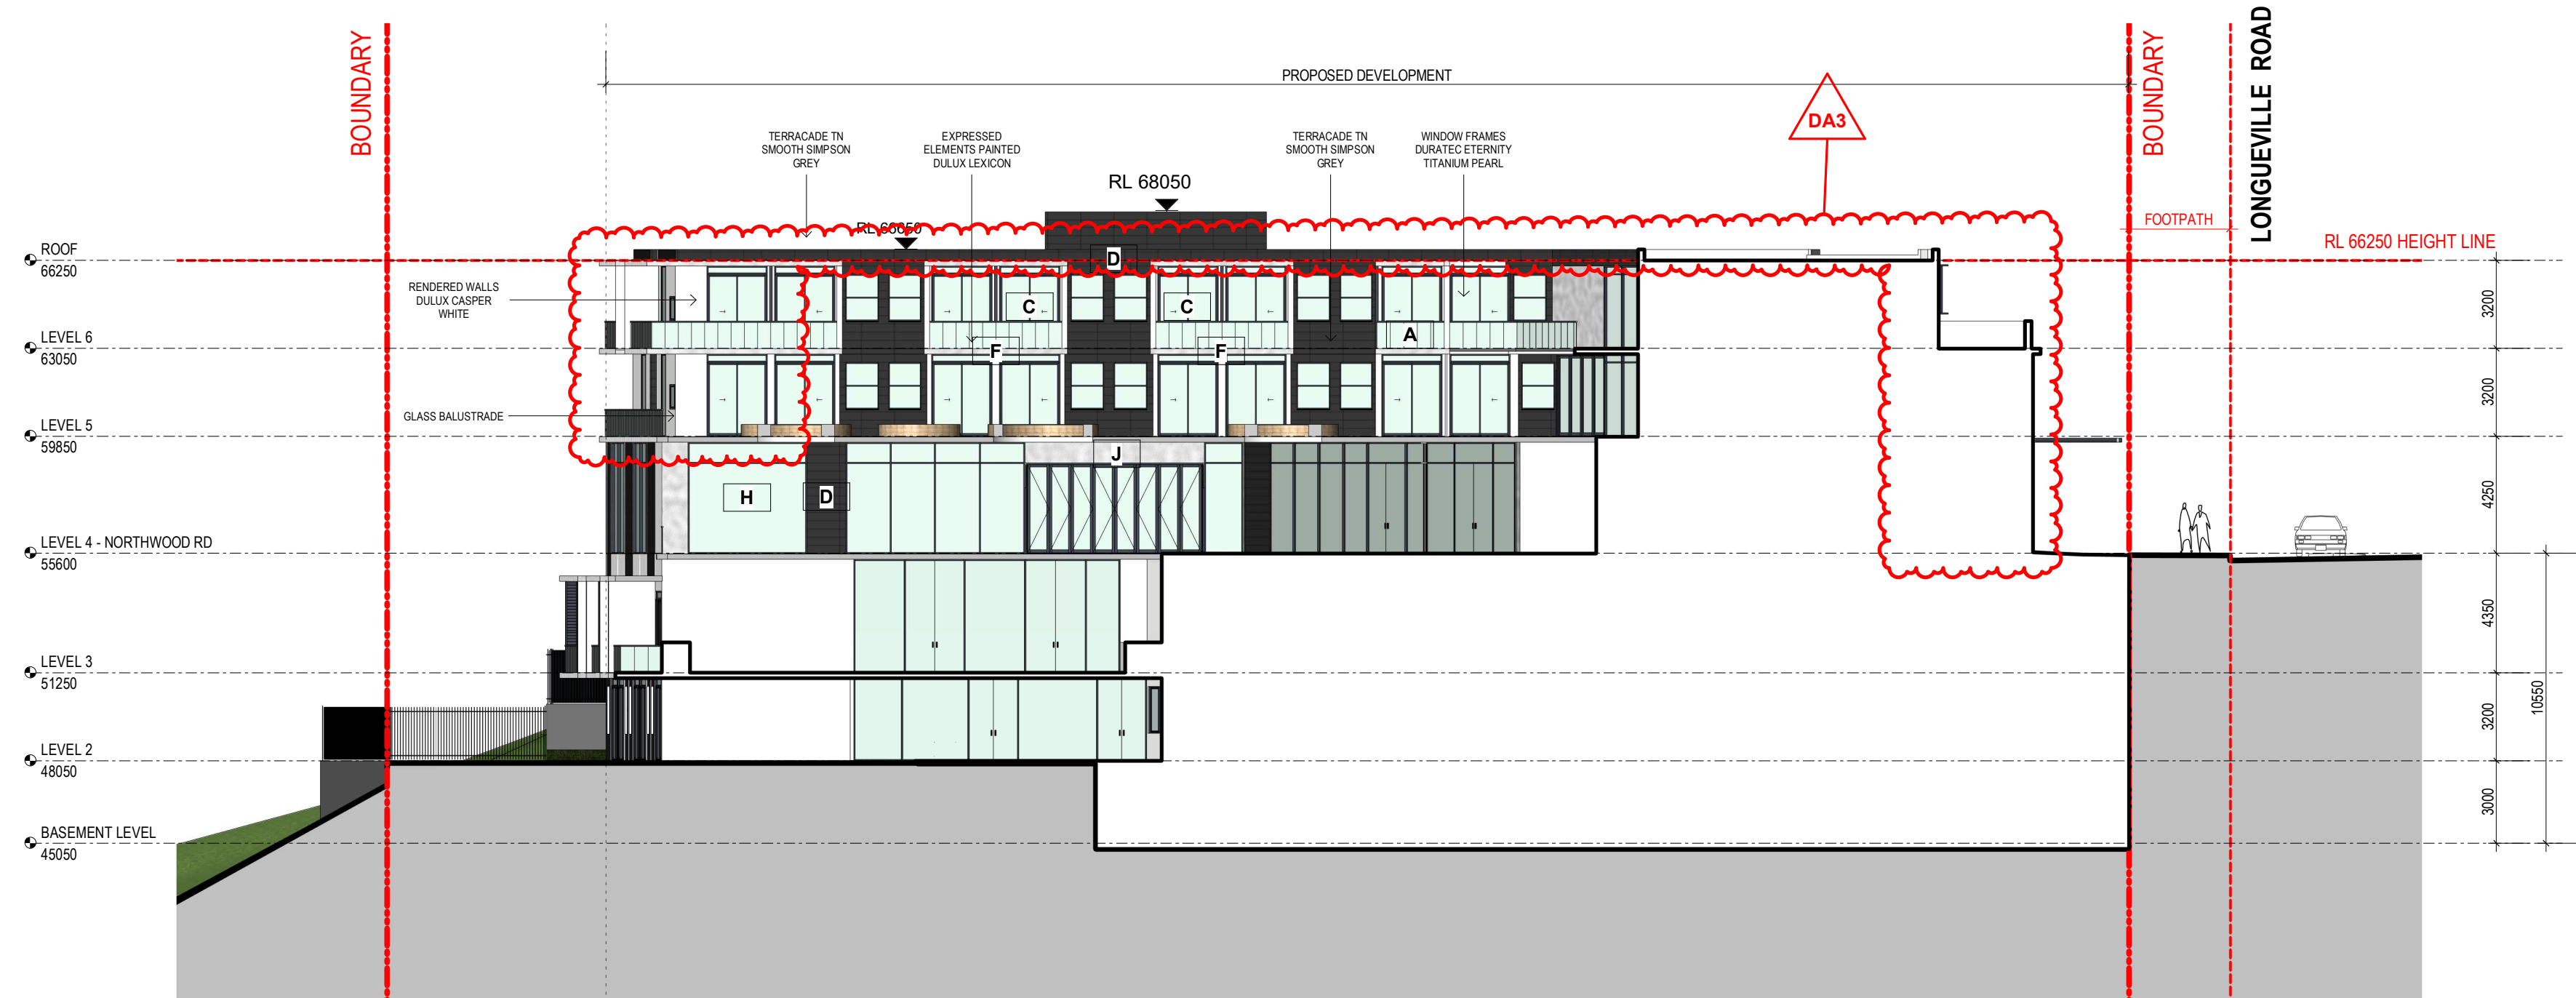 BOUNDARY
PROPOSED DEVELOPMENT
DA3
BOUNDARY
LONGUEVILLE ROAD
TERRACADE TN
SMOOTH SIMPSON
GREY
EXPRESSED
ELEMENTS PAINTED
DULUX LEXICON
TERRACADE TN
SMOOTH SIMPSON
GREY
WINDOW FRAMES
DURATEC ETERNITY
TITANIUM PEARL
RL 68050
FOOTPATH
RL 66250 HEIGHT LINE
ROOF
66250
D
RENDERED WALLS
DULUX CASPER
WHITE
C
C
3200
LEVEL 6
63050
F
F
A
GLASS BALUSTRADE
3200
LEVEL 5
59850
J
H
D
4250
LEVEL 4 - NORTHWOOD RD
55600
4350
LEVEL 3
51250
3200
10550
LEVEL 2
48050
3000
BASEMENT LEVEL
45050